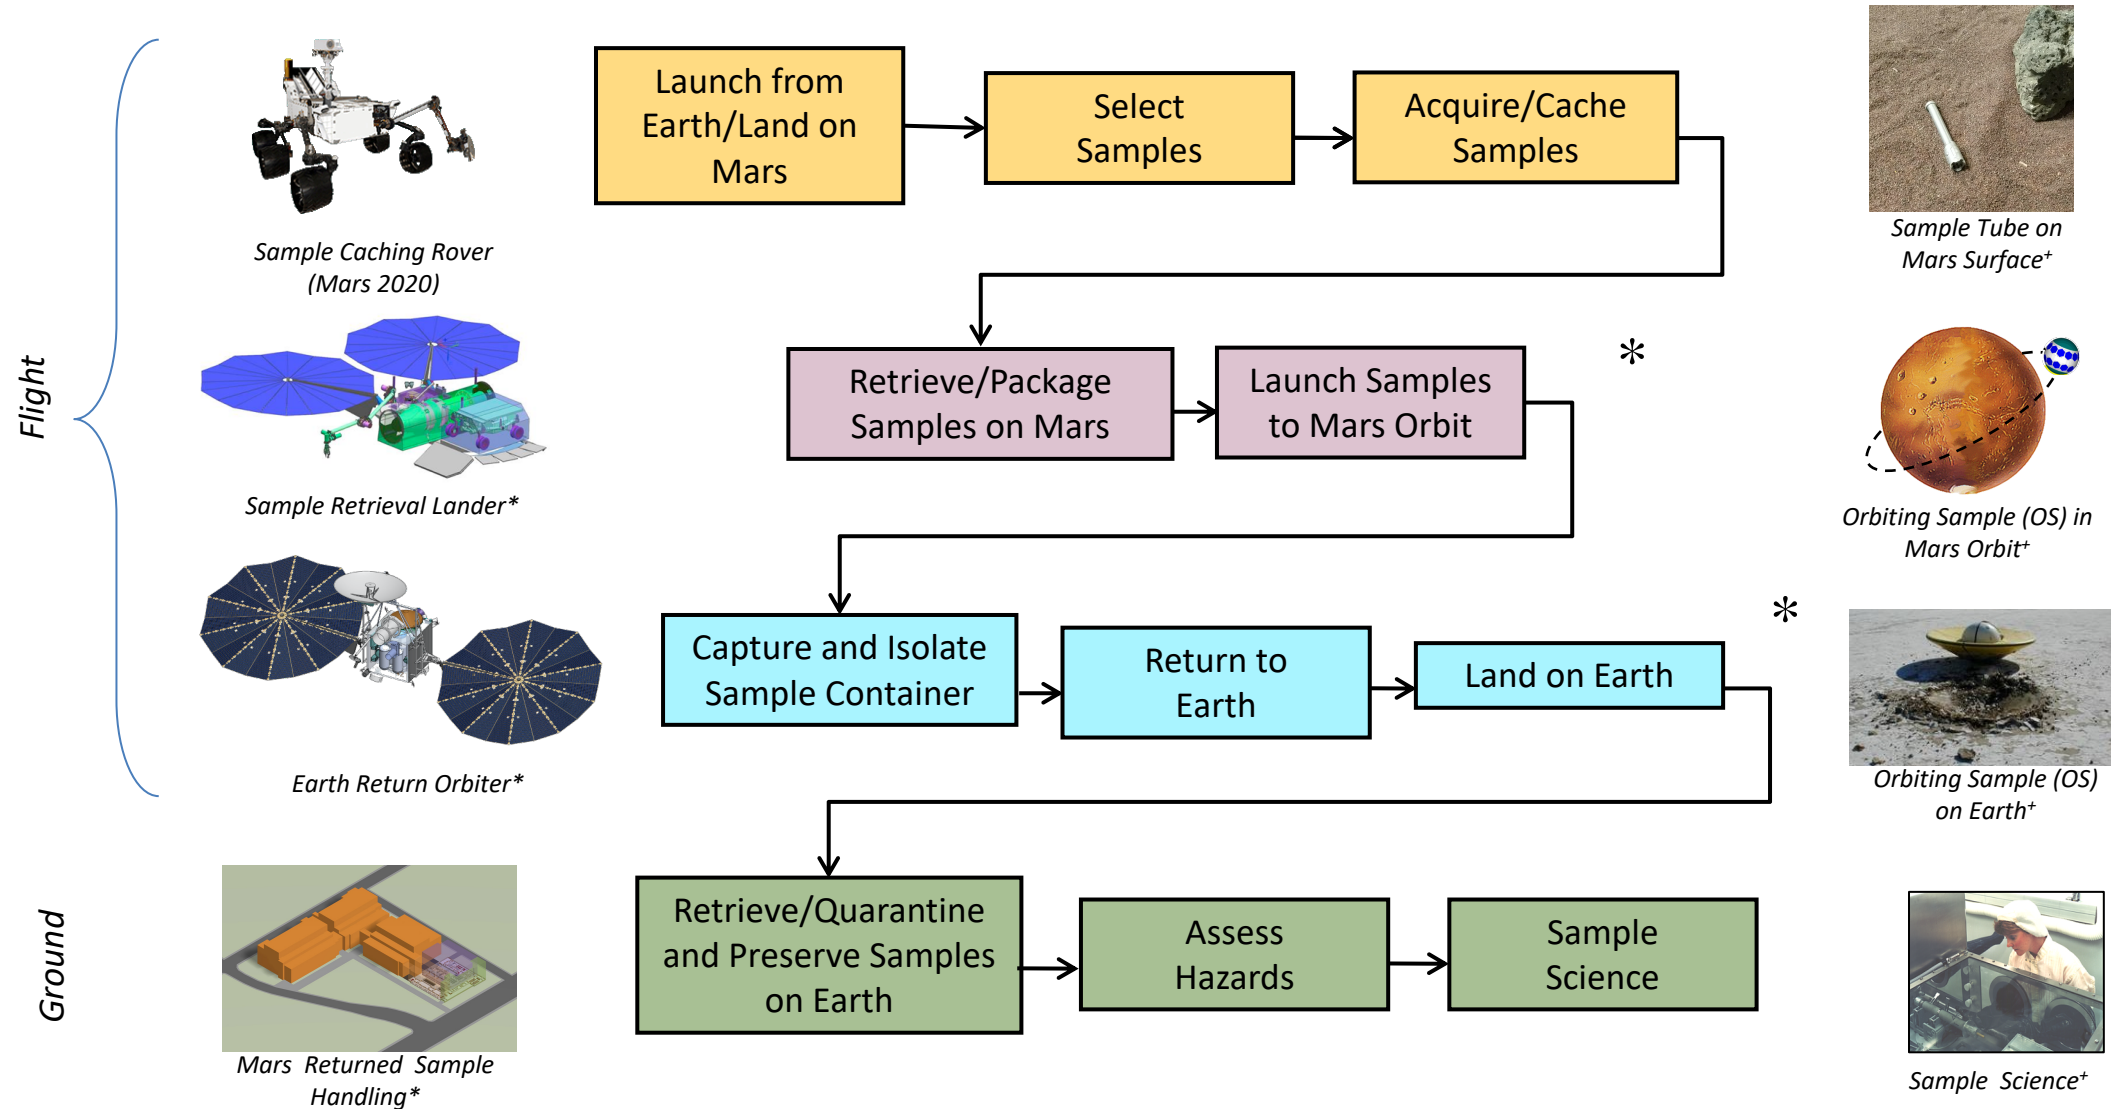 Flight
Sample Caching Rover
(Mars 2020)
Launch from
Earth/Land on
Mars
Select
Samples
Acquire/Cache
Samples
Sample Tube on
Mars Surface+
Sample Retrieval Lander*
Retrieve/Package
Samples on Mars
Launch Samples
to Mars Orbit
*
Orbiting Sample (OS) in
Mars Orbit+
Earth Return Orbiter*
Capture and Isolate
Sample Container
Return to
Earth
Land on Earth
*
Orbiting Sample (OS)
on Earth+
Ground
Mars Returned Sample
Handling*
Retrieve/Quarantine
and Preserve Samples
on Earth
Assess
Hazards
Sample
Science
Sample Science+